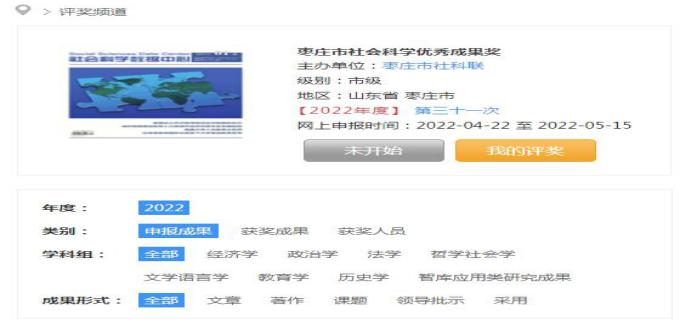 > 评奖频道
Social Sciences Data Center
社会科学数据中心
枣庄市社会科学优秀成果奖
主办单位：枣庄市社科联
级别：市级
地区：山东省 枣庄市
【2022年度】 第三十一次
网上申报时间：2022-04-22 至 2022-05-15
未开始 我的评奖
年度： 2022
类别： 申报成果 获奖成果 获奖人员
学科组： 全部 经济学 政治学 法学 哲学社会学
文学语言学 教育学 历史学 智库应用类研究成果
成果形式： 全部 文章 著作 课题 领导批示 采用